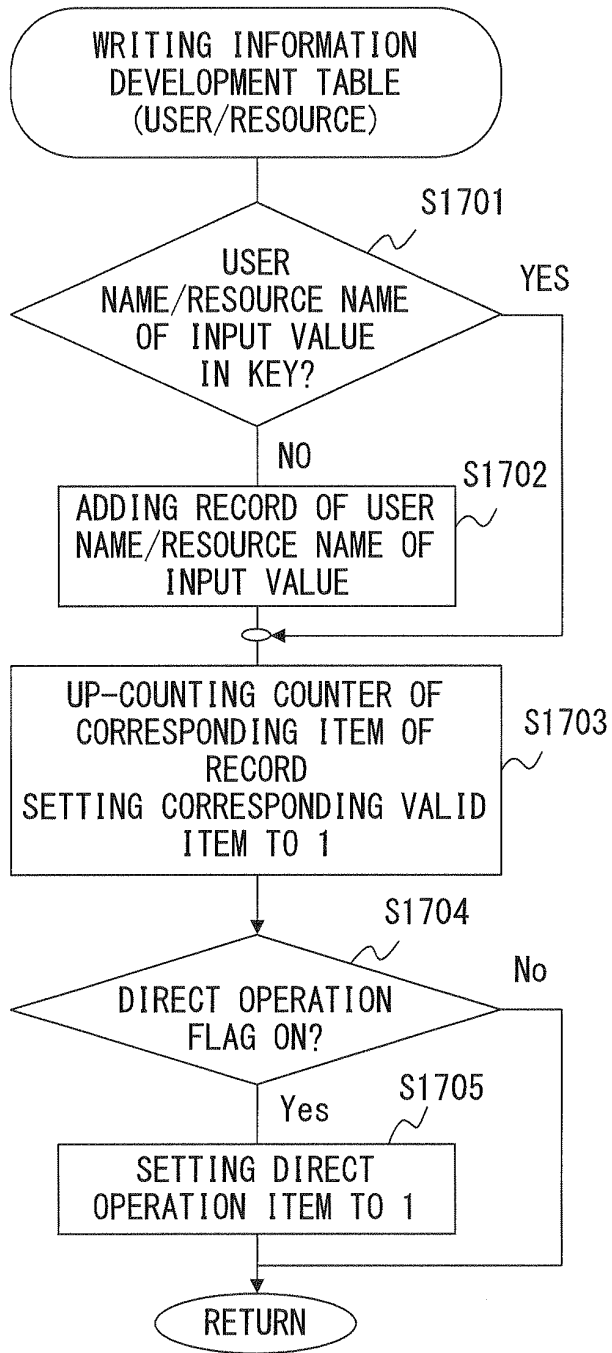 WRITING INFORMATION
DEVELOPMENT TABLE
(USER/RESOURCE)
S1701
USER
NAME/RESOURCE NAME
OF INPUT VALUE
IN KEY?
YES
NO
S1702
ADDING RECORD OF USER
NAME/RESOURCE NAME OF
INPUT VALUE
UP-COUNTING COUNTER OF
CORRESPONDING ITEM OF
RECORD
SETTING CORRESPONDING VALID
ITEM TO 1
S1703
S1704
DIRECT OPERATION
FLAG ON?
No
Yes
S1705
SETTING DIRECT
OPERATION ITEM TO 1
RETURN